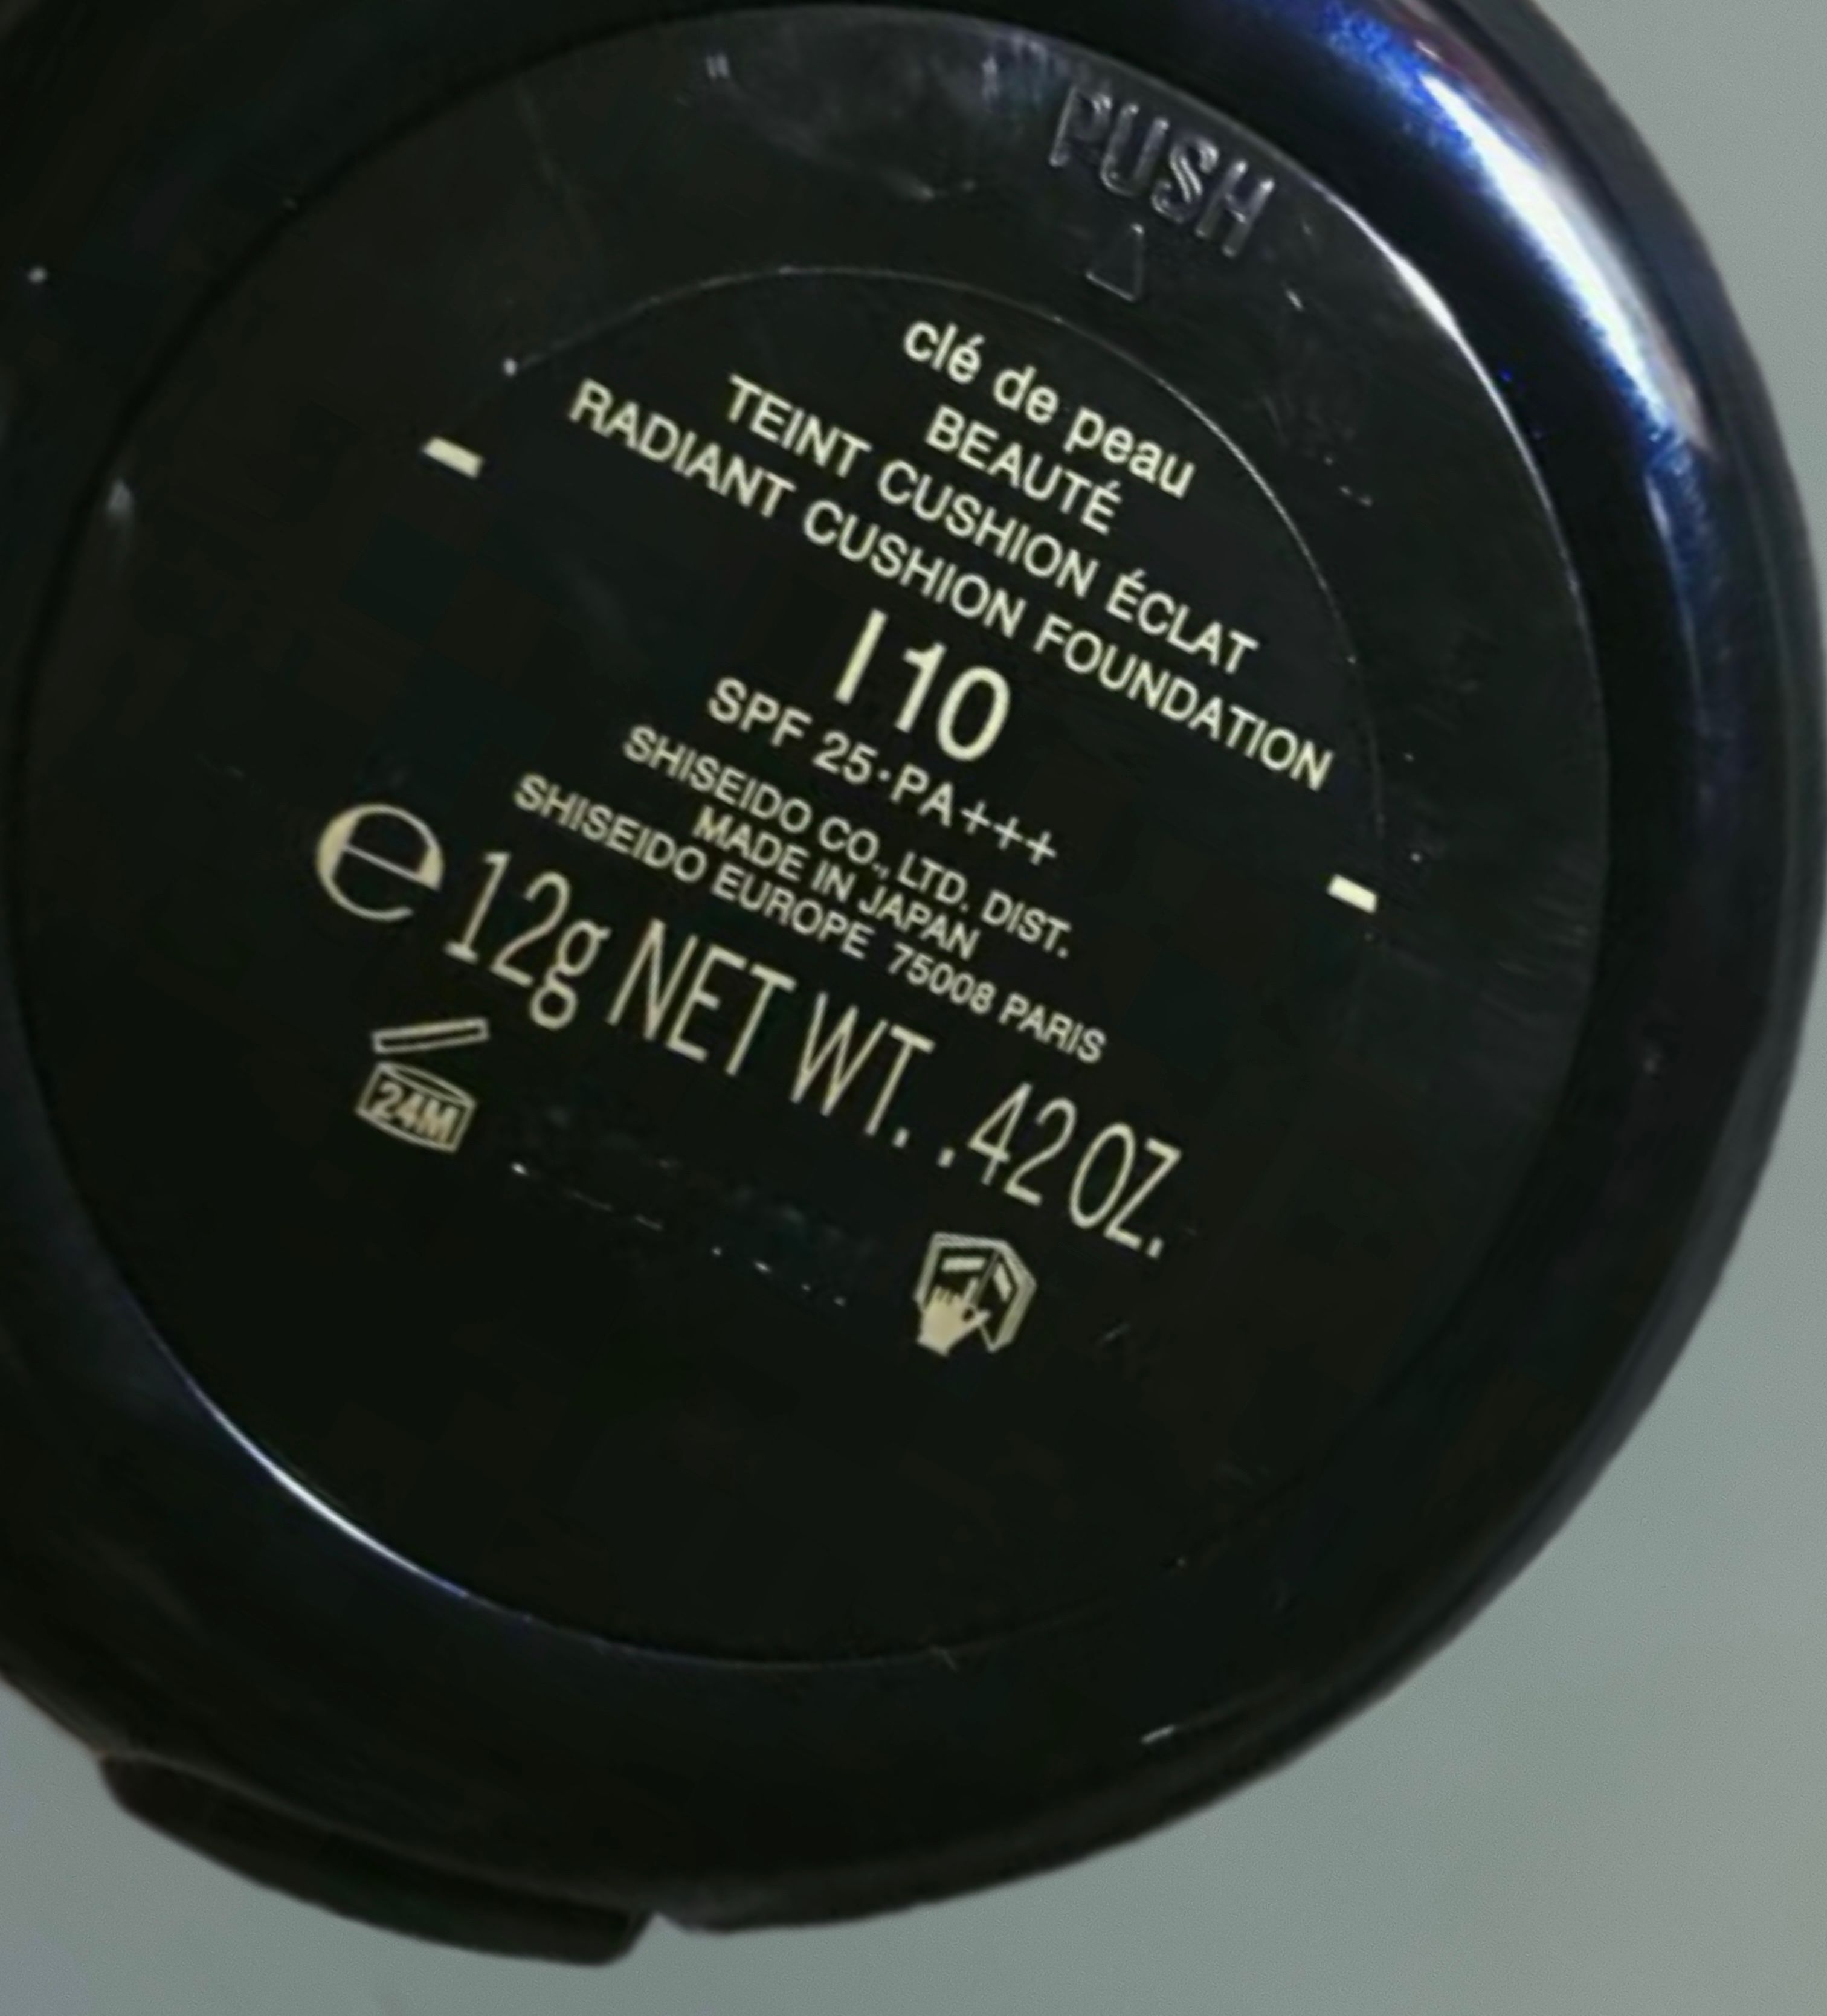 PUSH
clé de peau
BEAUTÉ
TEINT CUSHION ÉCLAT
RADIANT CUSHION FOUNDATION
I 10
SPF 25·PA+++
SHISEIDO CO., LTD. DIST.
MADE IN JAPAN
SHISEIDO EUROPE 75008 PARIS
℮ 12g NET WT. .42 OZ.
24M